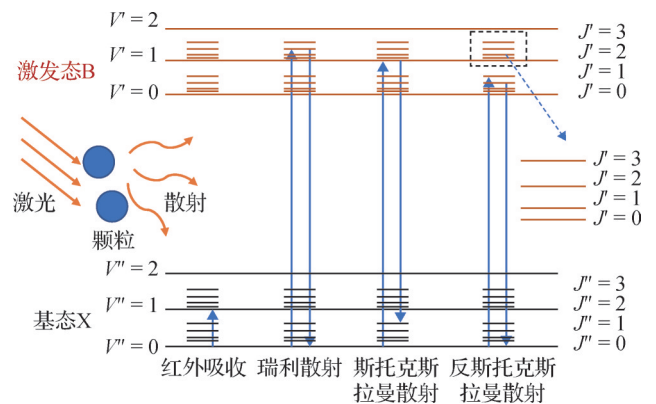 V′ = 2
V′ = 1
V′ = 0
激发态B
J′ = 3
J′ = 2
J′ = 1
J′ = 0
激光
颗粒
散射
J′ = 3
J′ = 2
J′ = 1
J′ = 0
V″ = 2
V″ = 1
V″ = 0
基态X
J″ = 3
J″ = 2
J″ = 1
J″ = 0
红外吸收
瑞利散射
斯托克斯
拉曼散射
反斯托克斯
拉曼散射